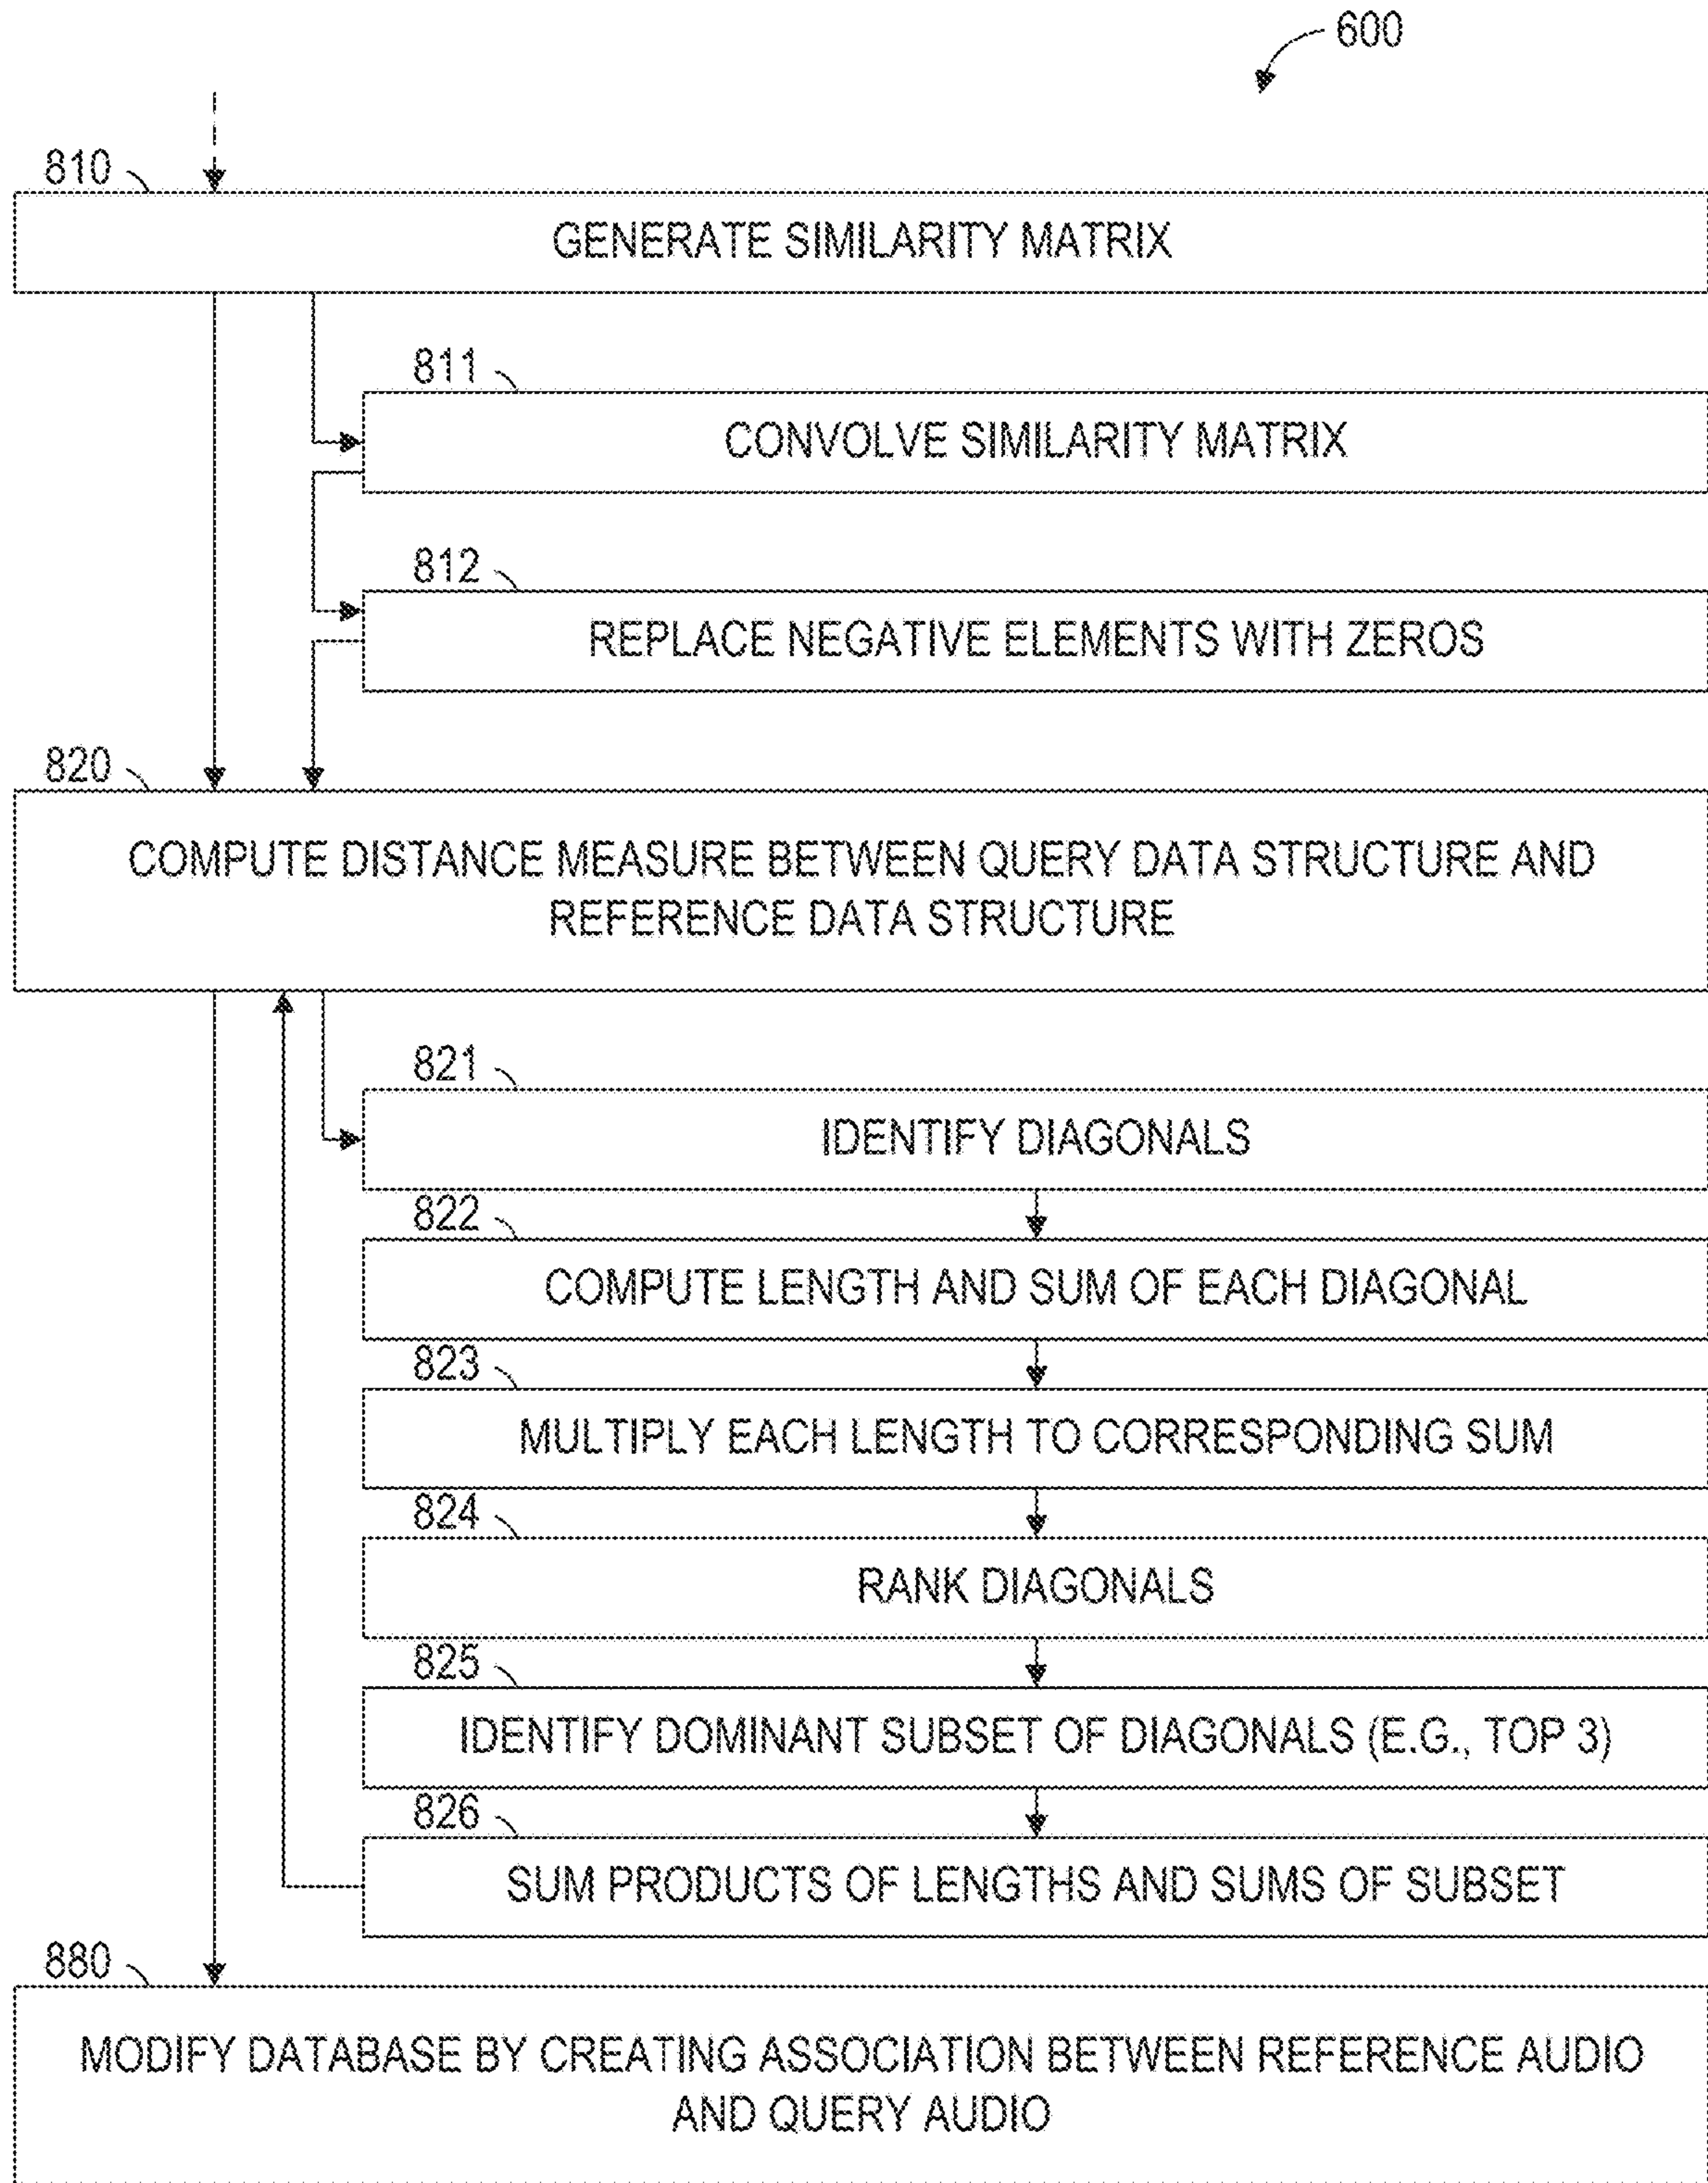 600
810
GENERATE SIMILARITY MATRIX
811
CONVOLVE SIMILARITY MATRIX
812
REPLACE NEGATIVE ELEMENTS WITH ZEROS
820
COMPUTE DISTANCE MEASURE BETWEEN QUERY DATA STRUCTURE AND
REFERENCE DATA STRUCTURE
821
IDENTIFY DIAGONALS
822
COMPUTE LENGTH AND SUM OF EACH DIAGONAL
823
MULTIPLY EACH LENGTH TO CORRESPONDING SUM
824
RANK DIAGONALS
825
IDENTIFY DOMINANT SUBSET OF DIAGONALS (E.G., TOP 3)
826
SUM PRODUCTS OF LENGTHS AND SUMS OF SUBSET
880
MODIFY DATABASE BY CREATING ASSOCIATION BETWEEN REFERENCE AUDIO
AND QUERY AUDIO